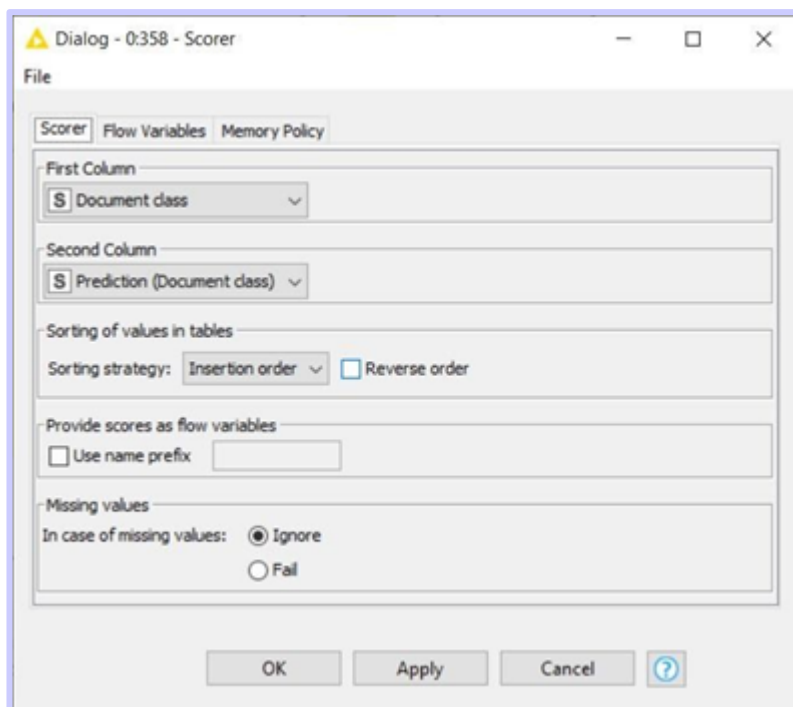 Dialog - 0:358 - Scorer
File
Scorer Flow Variables Memory Policy
First Column
S Document class
Second Column
S Prediction (Document class)
Sorting of values in tables
Sorting strategy: Insertion order Reverse order
Provide scores as flow variables
Use name prefix
Missing values
In case of missing values: Ignore
Fail
OK Apply Cancel ?